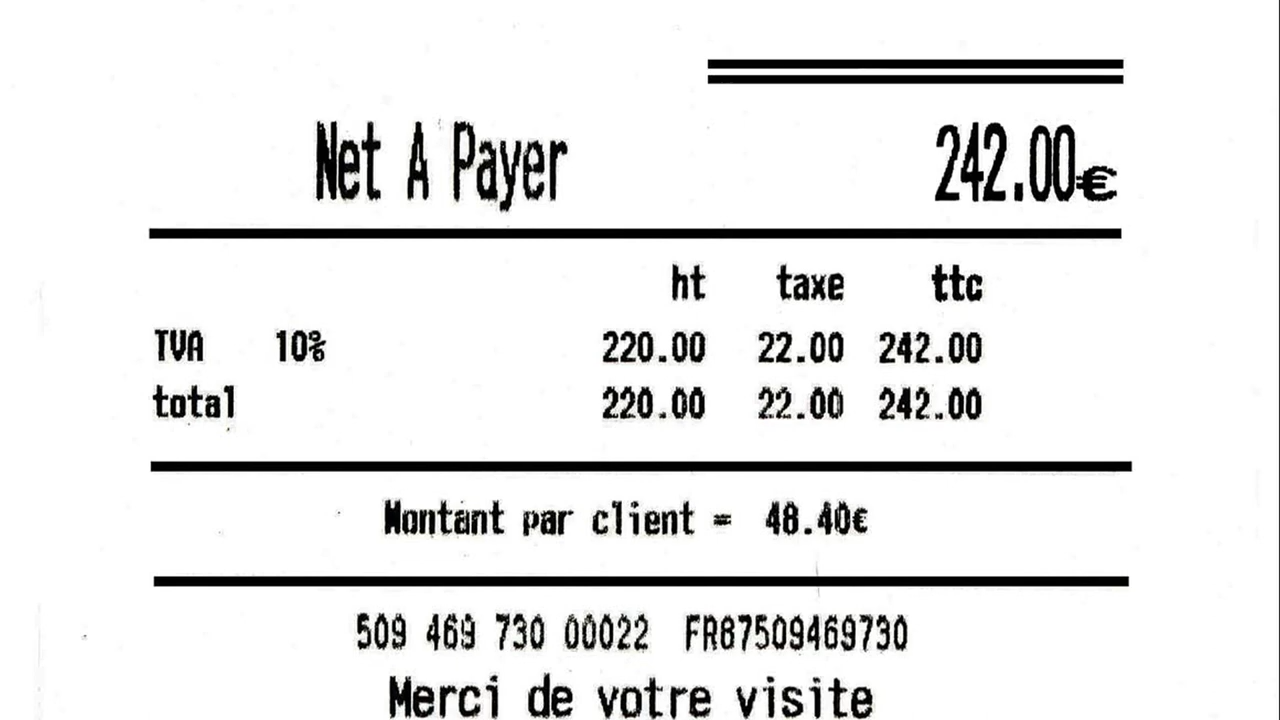 Net A Payer 242.00€
ht taxe ttc
TVA 10% 220.00 22.00 242.00
total 220.00 22.00 242.00
Montant par client = 48.40€
509 469 730 00022 FR87509469730
Merci de votre visite